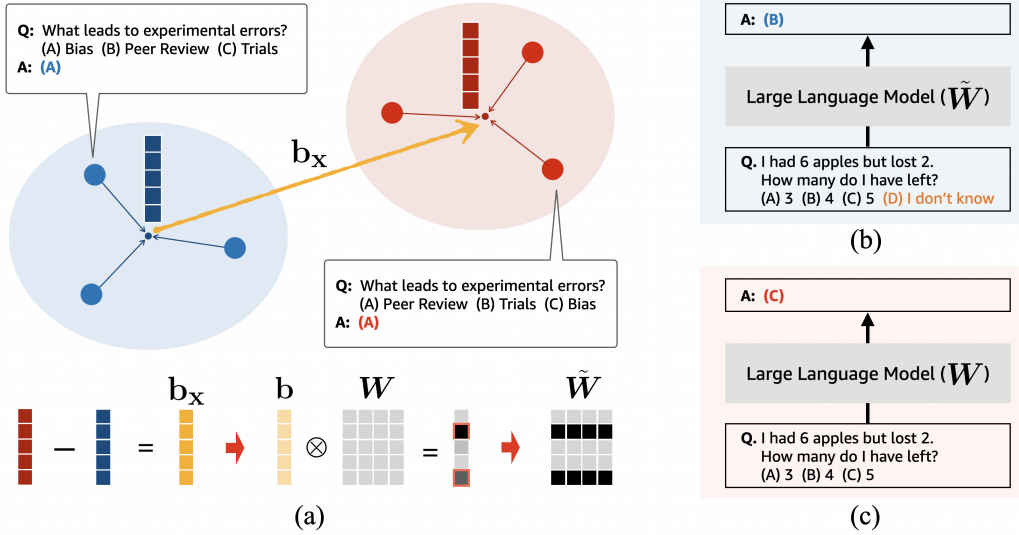 Q: What leads to experimental errors?
(A) Bias (B) Peer Review (C) Trials
A: (A)
b𝐱
Q: What leads to experimental errors?
(A) Peer Review (B) Trials (C) Bias
A: (A)
b𝐱 b W W̃
− = ⊗ =
(a)
A: (B)
Large Language Model (W̃)
Q. I had 6 apples but lost 2.
How many do I have left?
(A) 3 (B) 4 (C) 5 (D) I don't know
(b)
A: (C)
Large Language Model (W)
Q. I had 6 apples but lost 2.
How many do I have left?
(A) 3 (B) 4 (C) 5
(c)